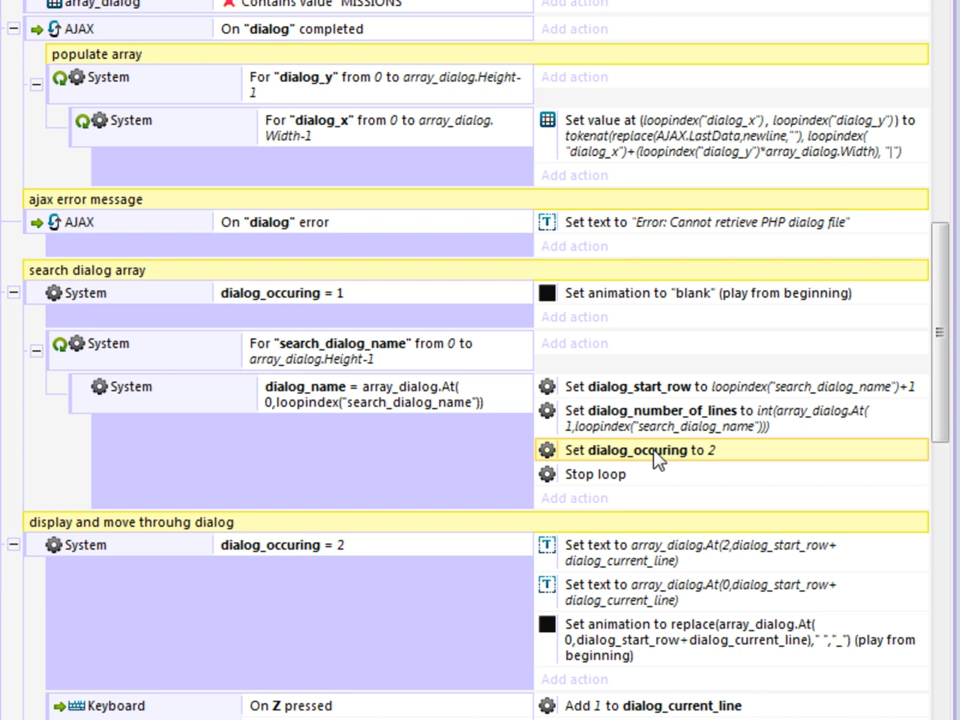 array_dialog Contains value "MISSIONS" Add action
AJAX On "dialog" completed Add action
populate array
System For "dialog_y" from 0 to array_dialog.Height- Add action
1
System For "dialog_x" from 0 to array_dialog. Set value at (loopindex("dialog_x"), loopindex("dialog_y")) to
Width-1 tokenat(replace(AJAX.LastData,newline,""), loopindex(
"dialog_x")+(loopindex("dialog_y")*array_dialog.Width), "|")
Add action
ajax error message
AJAX On "dialog" error Set text to "Error: Cannot retrieve PHP dialog file"
Add action
search dialog array
System dialog_occuring = 1 Set animation to "blank" (play from beginning)
Add action
System For "search_dialog_name" from 0 to Add action
array_dialog.Height-1
System dialog_name = array_dialog.At( Set dialog_start_row to loopindex("search_dialog_name")+1
0,loopindex("search_dialog_name")) Set dialog_number_of_lines to int(array_dialog.At(
1,loopindex("search_dialog_name")))
Set dialog_occuring to 2
Stop loop
Add action
display and move throuhg dialog
System dialog_occuring = 2 Set text to array_dialog.At(2,dialog_start_row+
dialog_current_line)
Set text to array_dialog.At(0,dialog_start_row+
dialog_current_line)
Set animation to replace(array_dialog.At(
0,dialog_start_row+dialog_current_line)," ","_") (play from
beginning)
Add action
Keyboard On Z pressed Add 1 to dialog_current_line